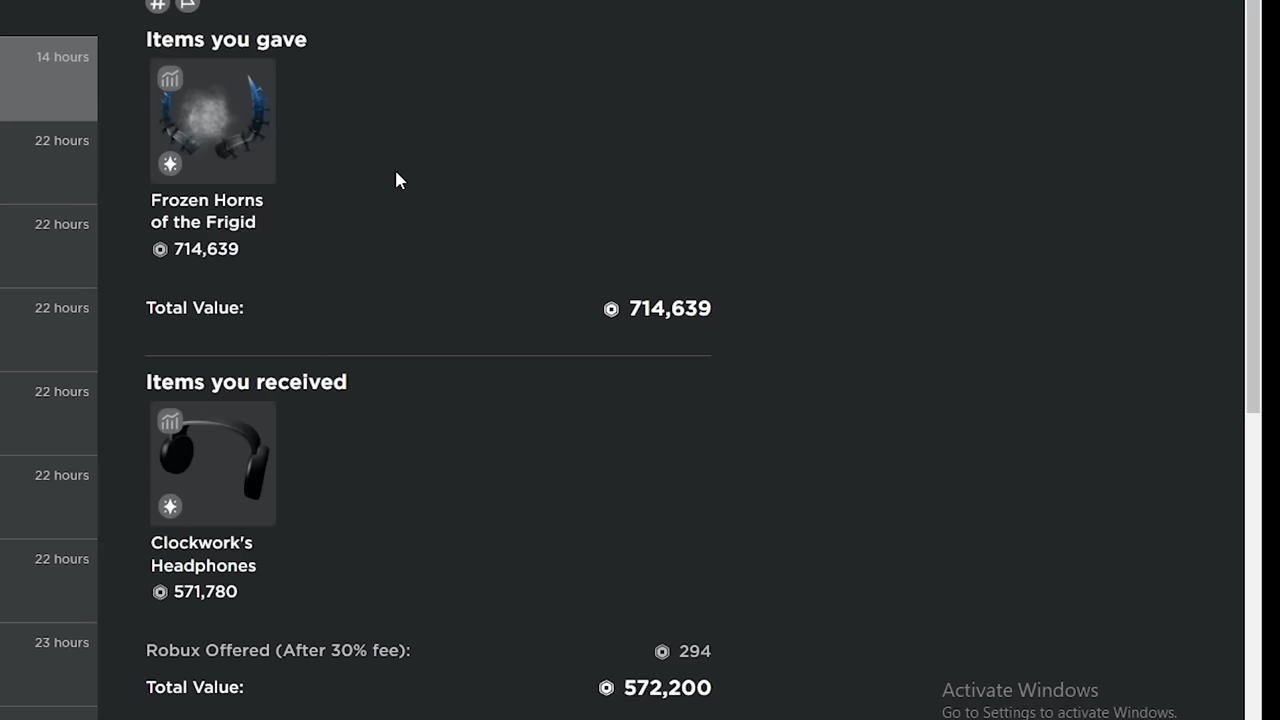 Items you gave
14 hours
22 hours
Frozen Horns
of the Frigid
714,639
22 hours
22 hours
Total Value: 714,639
Items you received
22 hours
22 hours
Clockwork's
Headphones
571,780
22 hours
23 hours
Robux Offered (After 30% fee): 294
Total Value: 572,200
Activate Windows
Go to Settings to activate Windows.